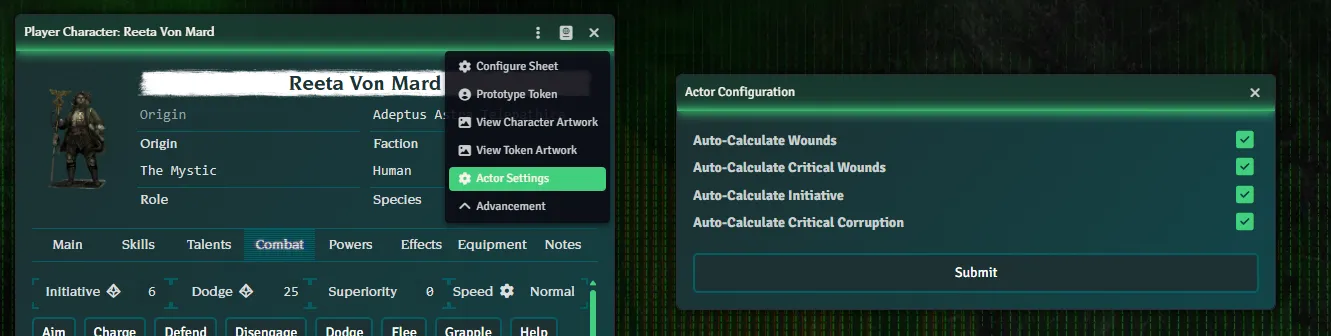 Player Character: Reeta Von Mard
Reeta Von Mard
Origin
Adeptus As
Origin
Faction
The Mystic
Human
Role
Species
Configure Sheet
Prototype Token
View Character Artwork
View Token Artwork
Actor Settings
Advancement
Main Skills Talents Combat Powers Effects Equipment Notes
Initiative 6 Dodge 25 Superiority 0 Speed Normal
Aim Charge Defend Disengage Dodge Flee Grapple Help
Actor Configuration
Auto-Calculate Wounds
Auto-Calculate Critical Wounds
Auto-Calculate Initiative
Auto-Calculate Critical Corruption
Submit